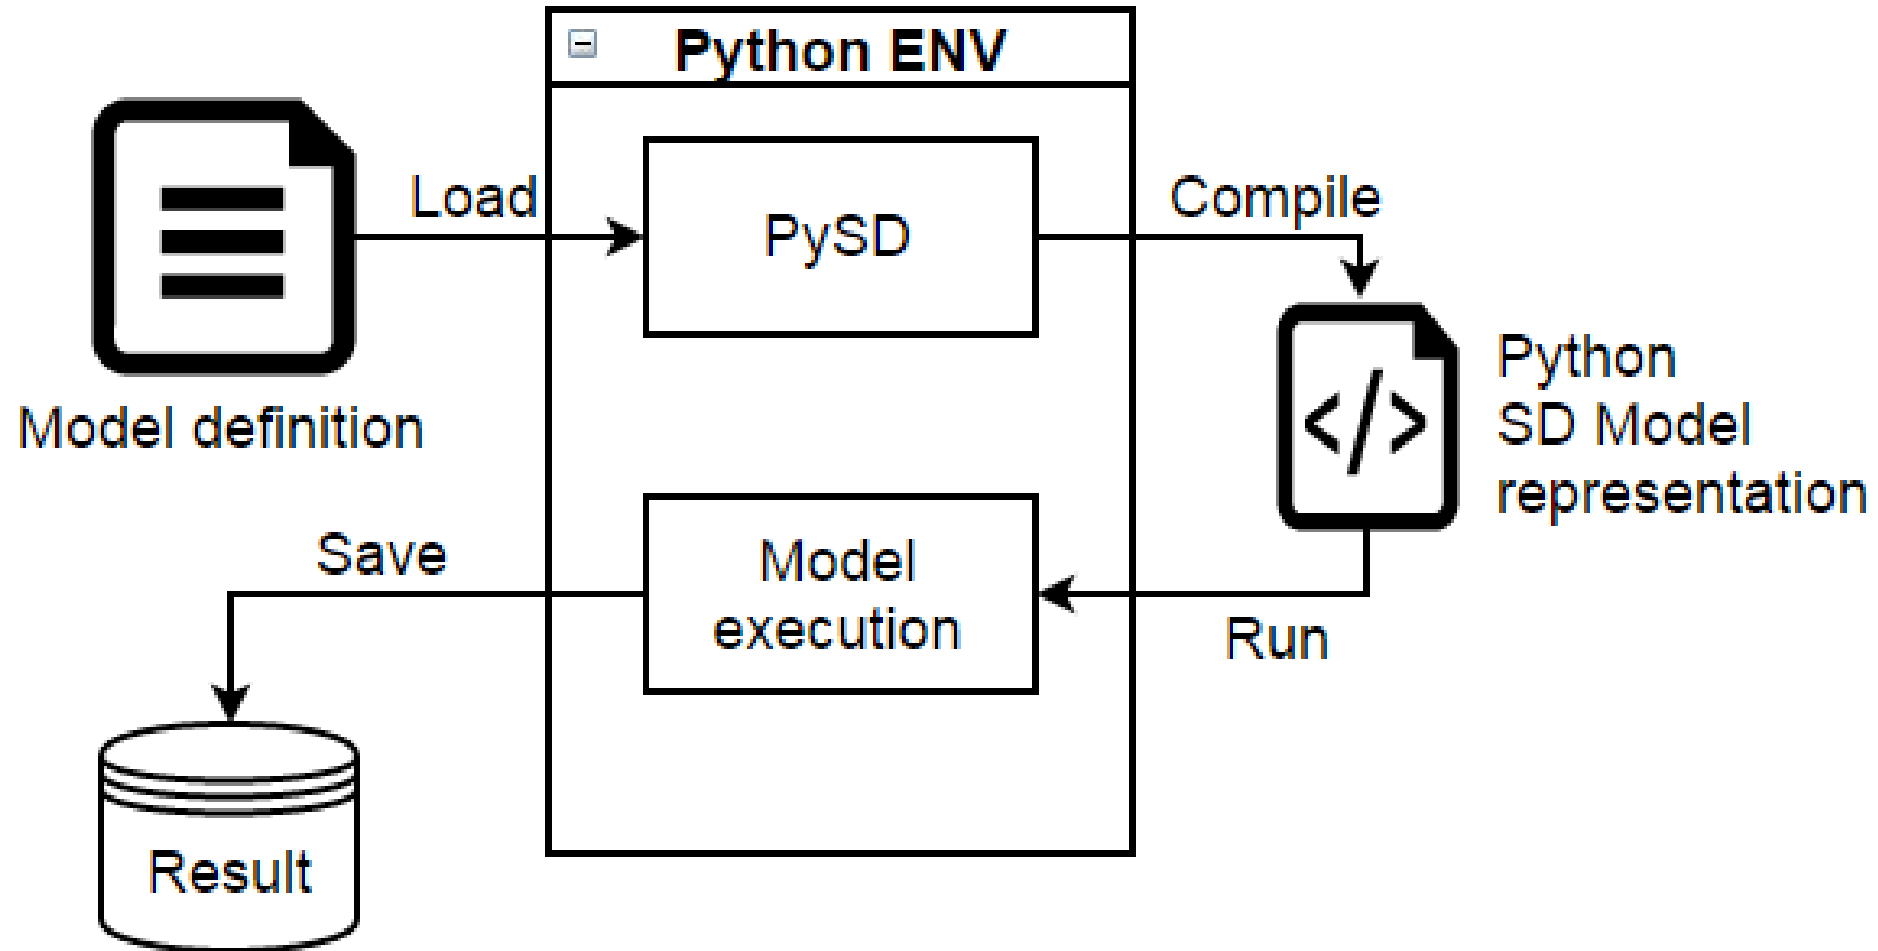 Python ENV
Load
PySD
Compile
Model definition
</>
Python
SD Model
representation
Save
Model
execution
Run
Result